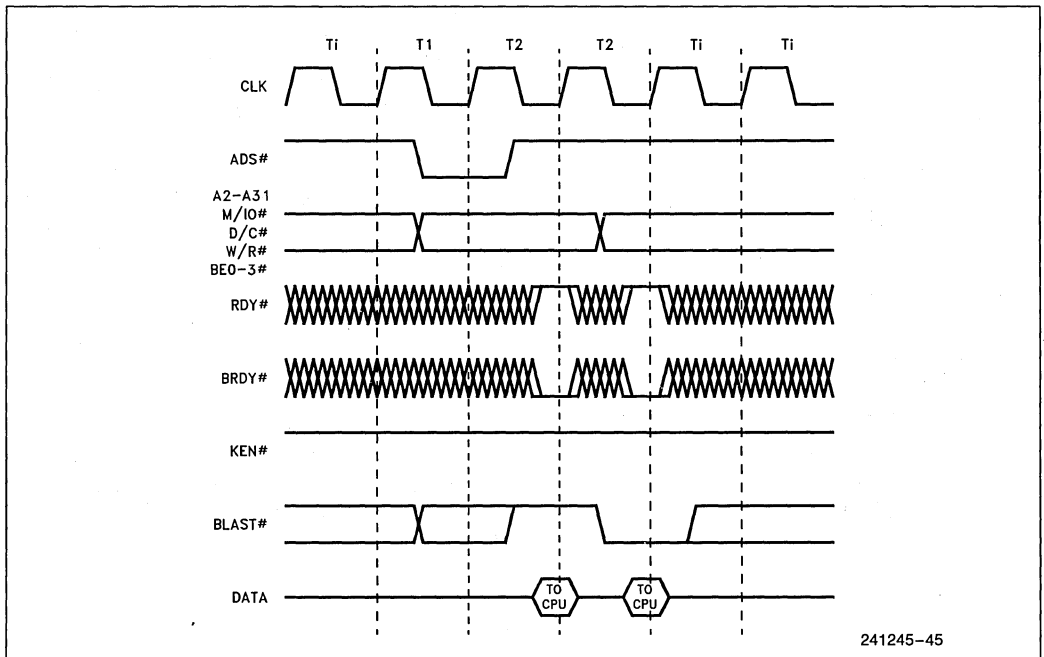 Ti T1 T2 T2 Ti Ti
CLK
ADS#
A2-A31
M/IO#
D/C#
W/R#
BE0-3#
RDY#
BRDY#
KEN#
BLAST#
DATA
TO CPU
TO CPU
241245-45